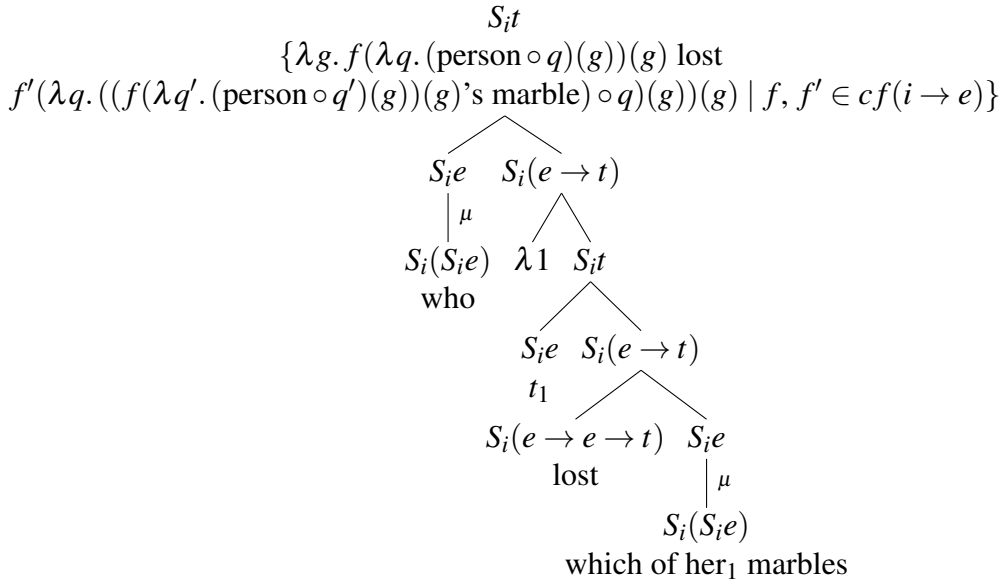 S_i t
{λg. f(λq. (person ∘ q)(g))(g) lost
f′(λq. ((f(λq′. (person ∘ q′)(g))(g)’s marble) ∘ q)(g))(g) | f, f′ ∈ cf(i → e)}
S_i e S_i(e → t)
μ
S_i(S_i e) λ1 S_i t
who
S_i e S_i(e → t)
t_1
S_i(e → e → t) S_i e
lost
μ
S_i(S_i e)
which of her_1 marbles